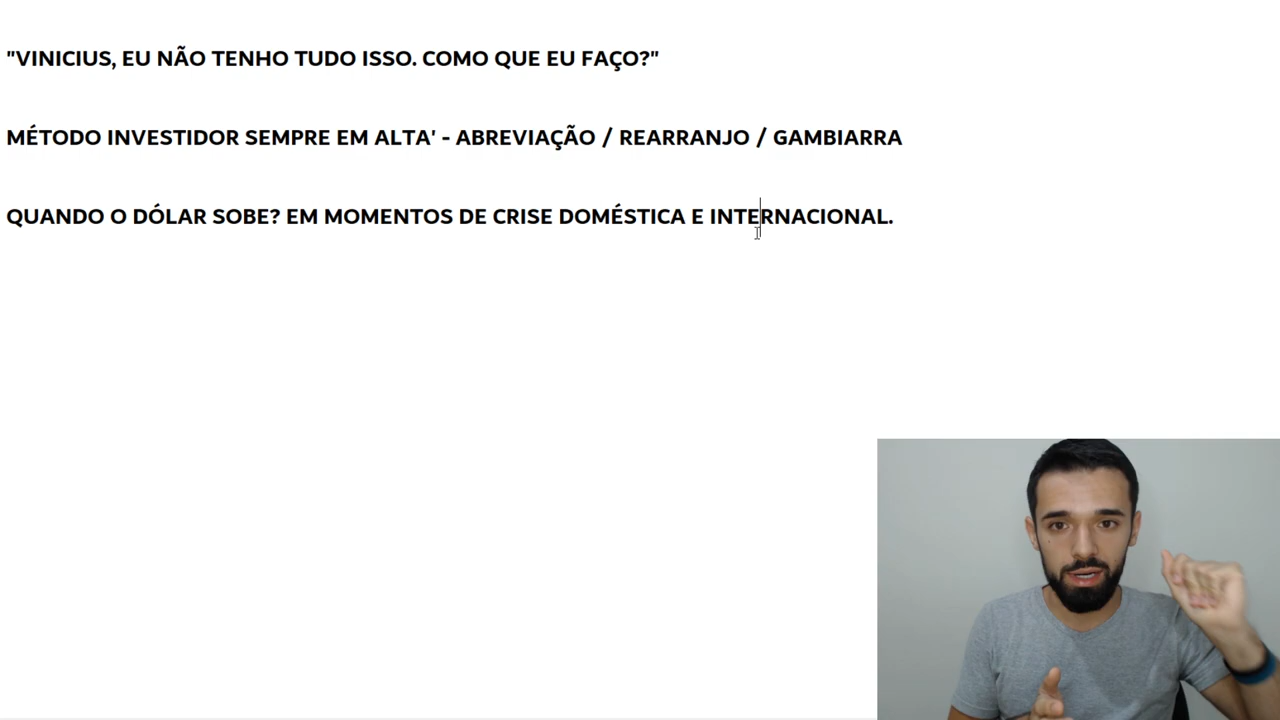 "VINICIUS, EU NÃO TENHO TUDO ISSO. COMO QUE EU FAÇO?"
MÉTODO INVESTIDOR SEMPRE EM ALTA' - ABREVIAÇÃO / REARRANJO / GAMBIARRA
QUANDO O DÓLAR SOBE? EM MOMENTOS DE CRISE DOMÉSTICA E INTERNACIONAL.